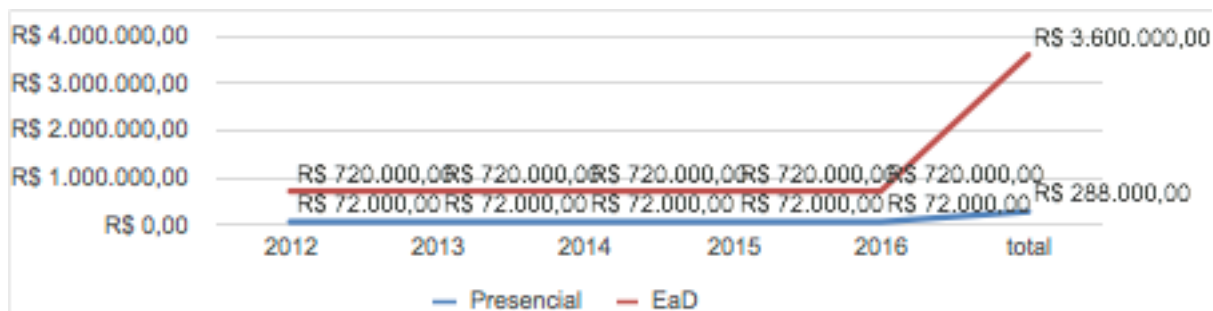 R$ 4.000.000,00
R$ 3.600.000,00
R$ 3.000.000,00
R$ 2.000.000,00
R$ 720.000,00 R$ 720.000,00 R$ 720.000,00 R$ 720.000,00 R$ 720.000,00
R$ 1.000.000,00
R$ 288.000,00
R$ 72.000,00 R$ 72.000,00 R$ 72.000,00 R$ 72.000,00 R$ 72.000,00
R$ 0,00
2012 2013 2014 2015 2016 total
Presencial EaD